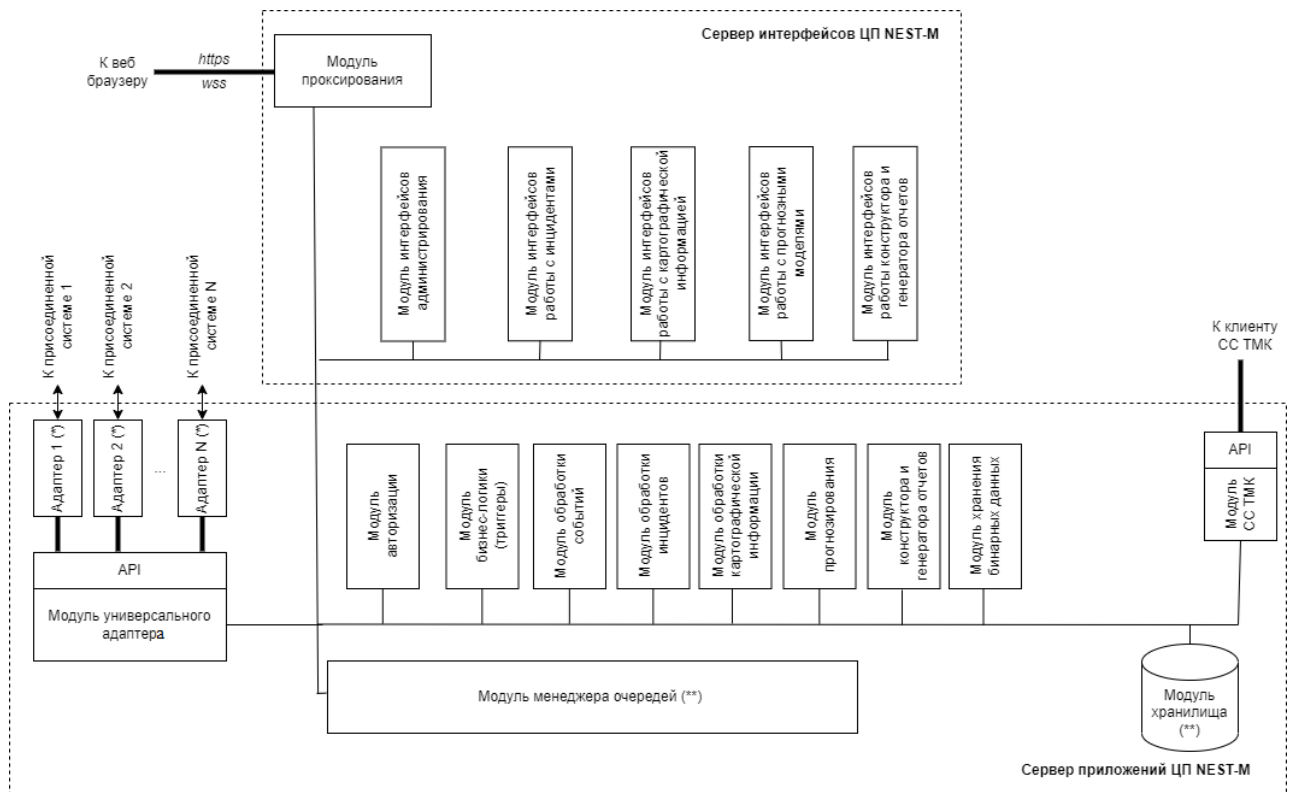 Сервер интерфейсов ЦП NEST-M
К веб
браузеру
https
wss
Модуль
проксирования
Модуль интерфейсов
администрирования
Модуль интерфейсов
работы с инцидентами
Модуль интерфейсов
работы с картографической
информацией
Модуль интерфейсов
работы с прогнозными
моделями
Модуль интерфейсов
работы конструктора и
генератора отчетов
К присоединенной
системе 1
К присоединенной
системе 2
К присоединенной
системе N
К клиенту
СС ТМК
Адаптер 1 (*)
Адаптер 2 (*)
...
Адаптер N (*)
API
Модуль универсального
адаптера
Модуль
авторизации
Модуль
бизнес-логики
(триггеры)
Модуль обработки
событий
Модуль обработки
инцидентов
Модуль обработки
картографической
информации
Модуль
прогнозирования
Модуль
конструктора и
генератора отчетов
Модуль хранения
бинарных данных
API
Модуль
СС ТМК
Модуль менеджера очередей (**)
Модуль
хранилища
(**)
Сервер приложений ЦП NEST-M